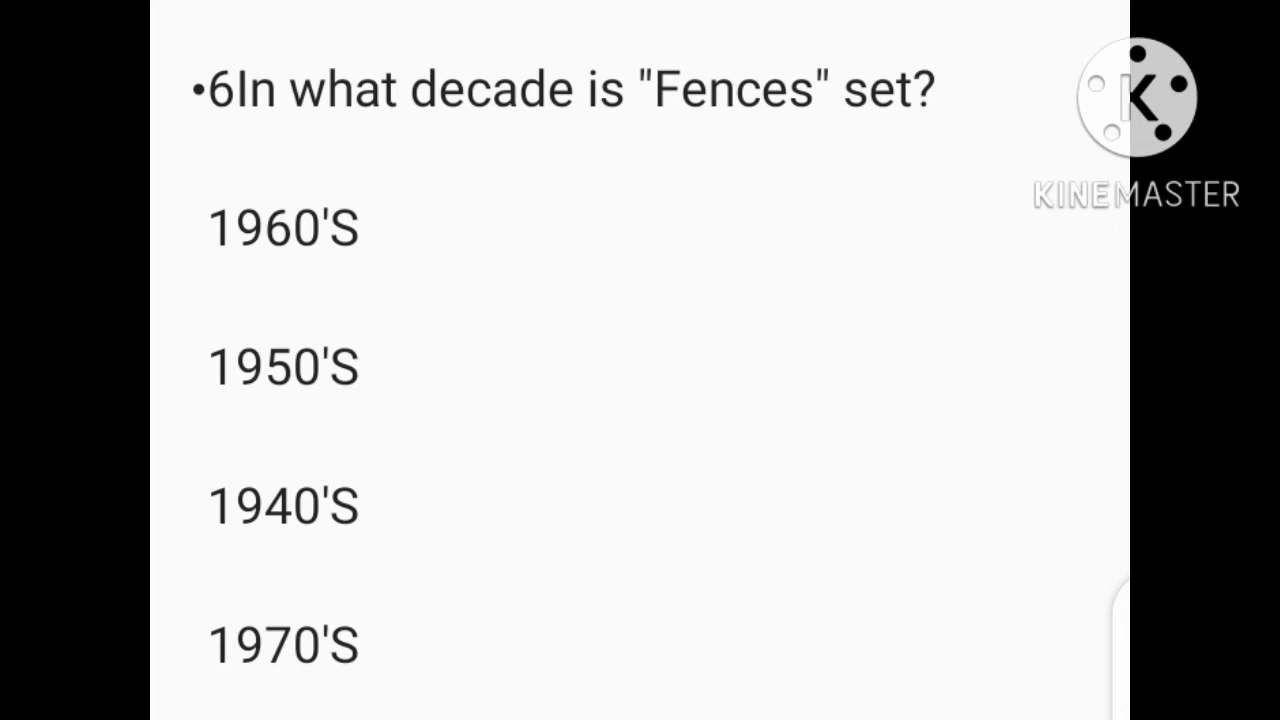 •6In what decade is "Fences" set?
K
KINEMASTER
1960'S
1950'S
1940'S
1970'S